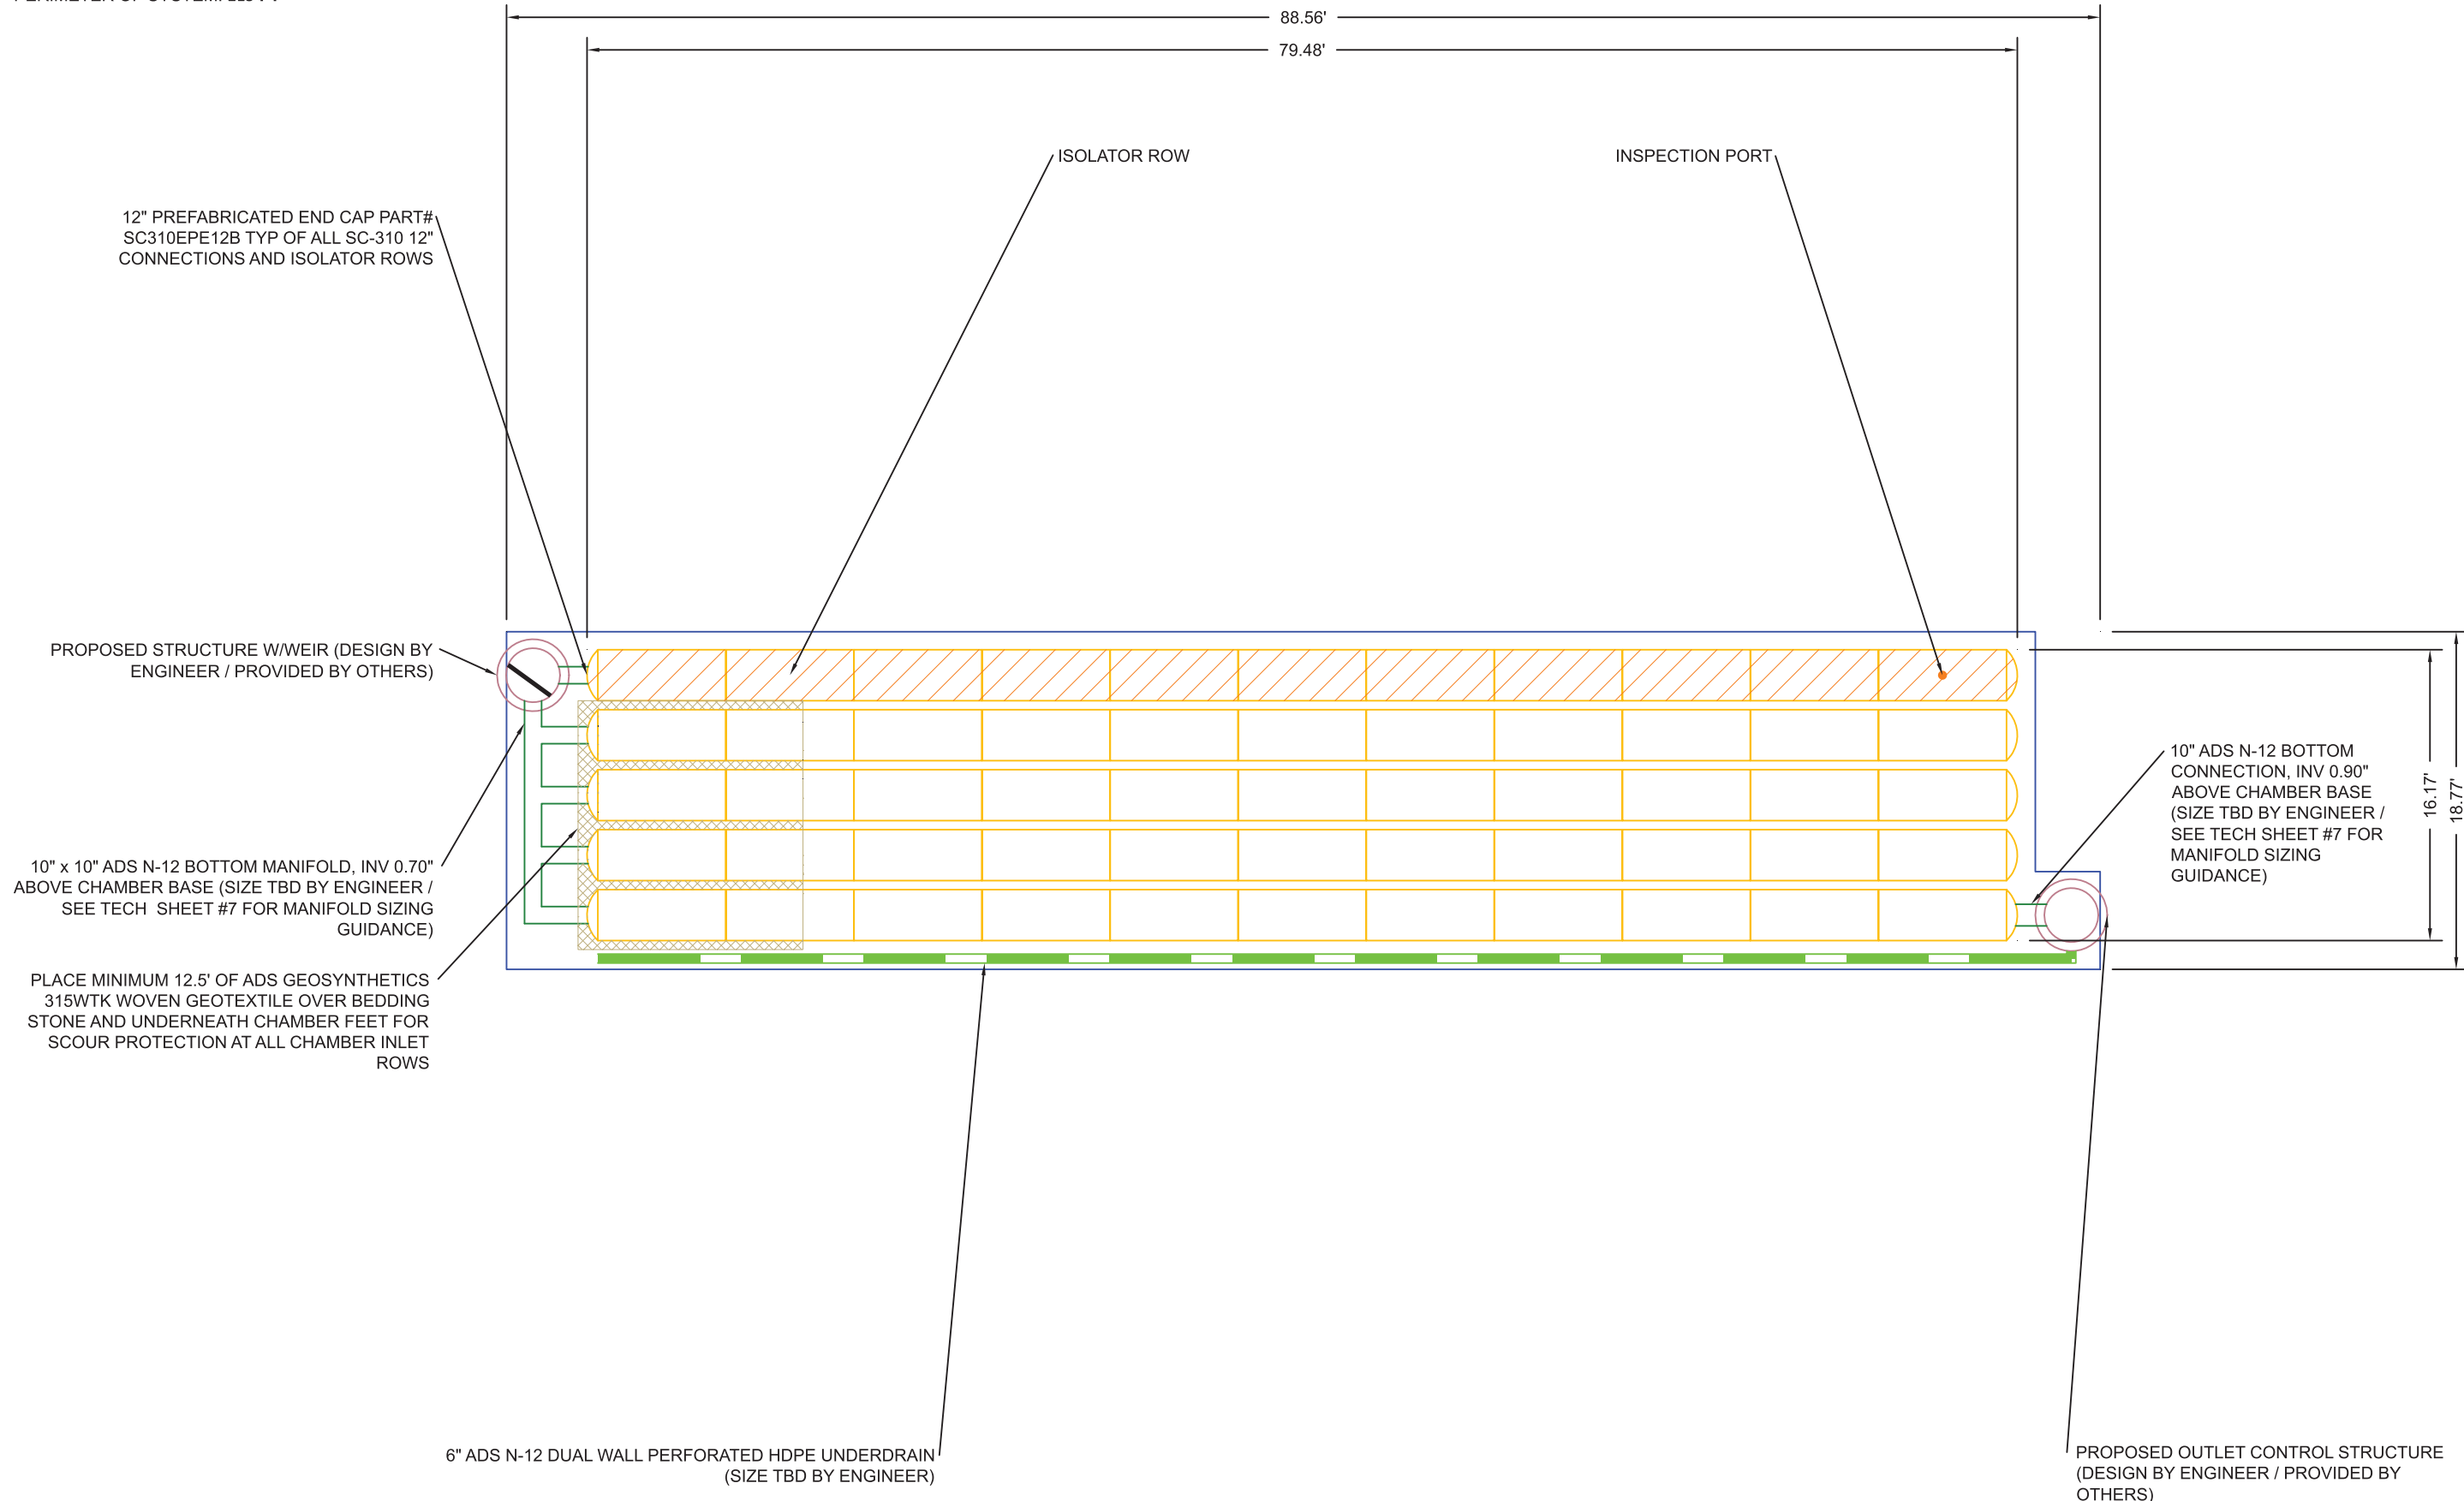 88.56'
79.48'
ISOLATOR ROW
INSPECTION PORT
12" PREFABRICATED END CAP PART#
SC310EPE12B TYP OF ALL SC-310 12"
CONNECTIONS AND ISOLATOR ROWS
PROPOSED STRUCTURE W/WEIR (DESIGN BY
ENGINEER / PROVIDED BY OTHERS)
10" ADS N-12 BOTTOM
CONNECTION, INV 0.90"
ABOVE CHAMBER BASE
(SIZE TBD BY ENGINEER /
SEE TECH SHEET #7 FOR
MANIFOLD SIZING
GUIDANCE)
16.17'
18.77'
10" x 10" ADS N-12 BOTTOM MANIFOLD, INV 0.70"
ABOVE CHAMBER BASE (SIZE TBD BY ENGINEER /
SEE TECH SHEET #7 FOR MANIFOLD SIZING
GUIDANCE)
PLACE MINIMUM 12.5' OF ADS GEOSYNTHETICS
315WTK WOVEN GEOTEXTILE OVER BEDDING
STONE AND UNDERNEATH CHAMBER FEET FOR
SCOUR PROTECTION AT ALL CHAMBER INLET
ROWS
6" ADS N-12 DUAL WALL PERFORATED HDPE UNDERDRAIN
(SIZE TBD BY ENGINEER)
PROPOSED OUTLET CONTROL STRUCTURE
(DESIGN BY ENGINEER / PROVIDED BY
OTHERS)